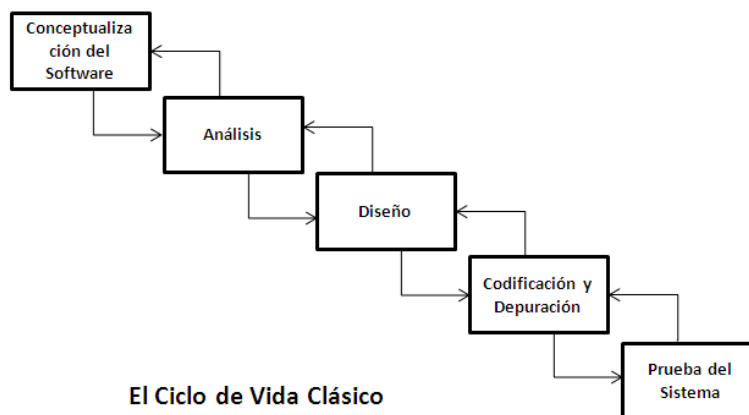 Conceptualiza
ción del
Software
Análisis
Diseño
Codificación y
Depuración
Prueba del
Sistema
El Ciclo de Vida Clásico